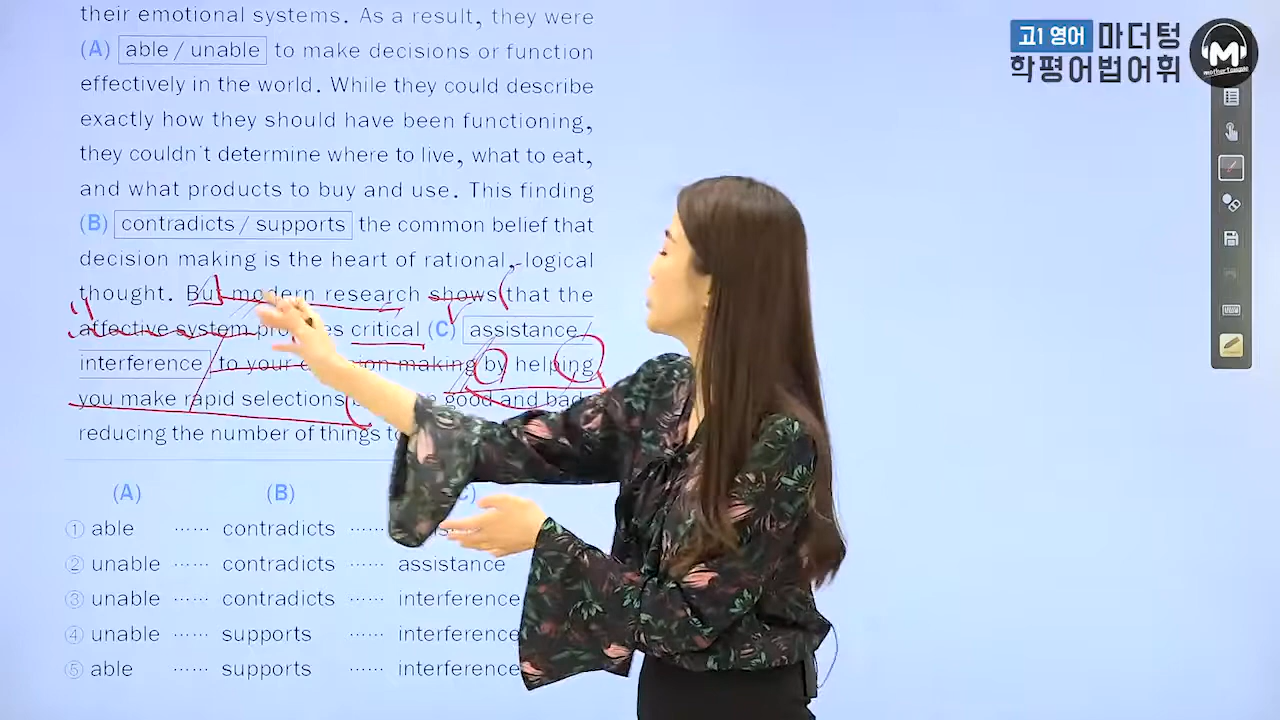 their emotional systems. As a result, they were
(A) able / unable to m or function
effectively in the world. While they could describe
exactly how they should have been functioning,
they couldn't determine where to live, what to eat,
and what products to buy and use. This finding
(B) contradicts / supports the common belief that
decision making is the heart of rational, logical
thought. But modern research shows that the
affective system provides critical (C) assistance /
interference to your decision making by helping
you make rapid selections good and bad,
reducing the number of things
(A) (B) (C)
① able ······ contradicts ······
② unable ······ contradicts ······ assistance
③ unable ······ contradicts ······ interference
④ unable ······ supports ······ interference
⑤ able ······ supports ······ interference
고1 영어 마더텅
학평어법어휘
M
motherTongue